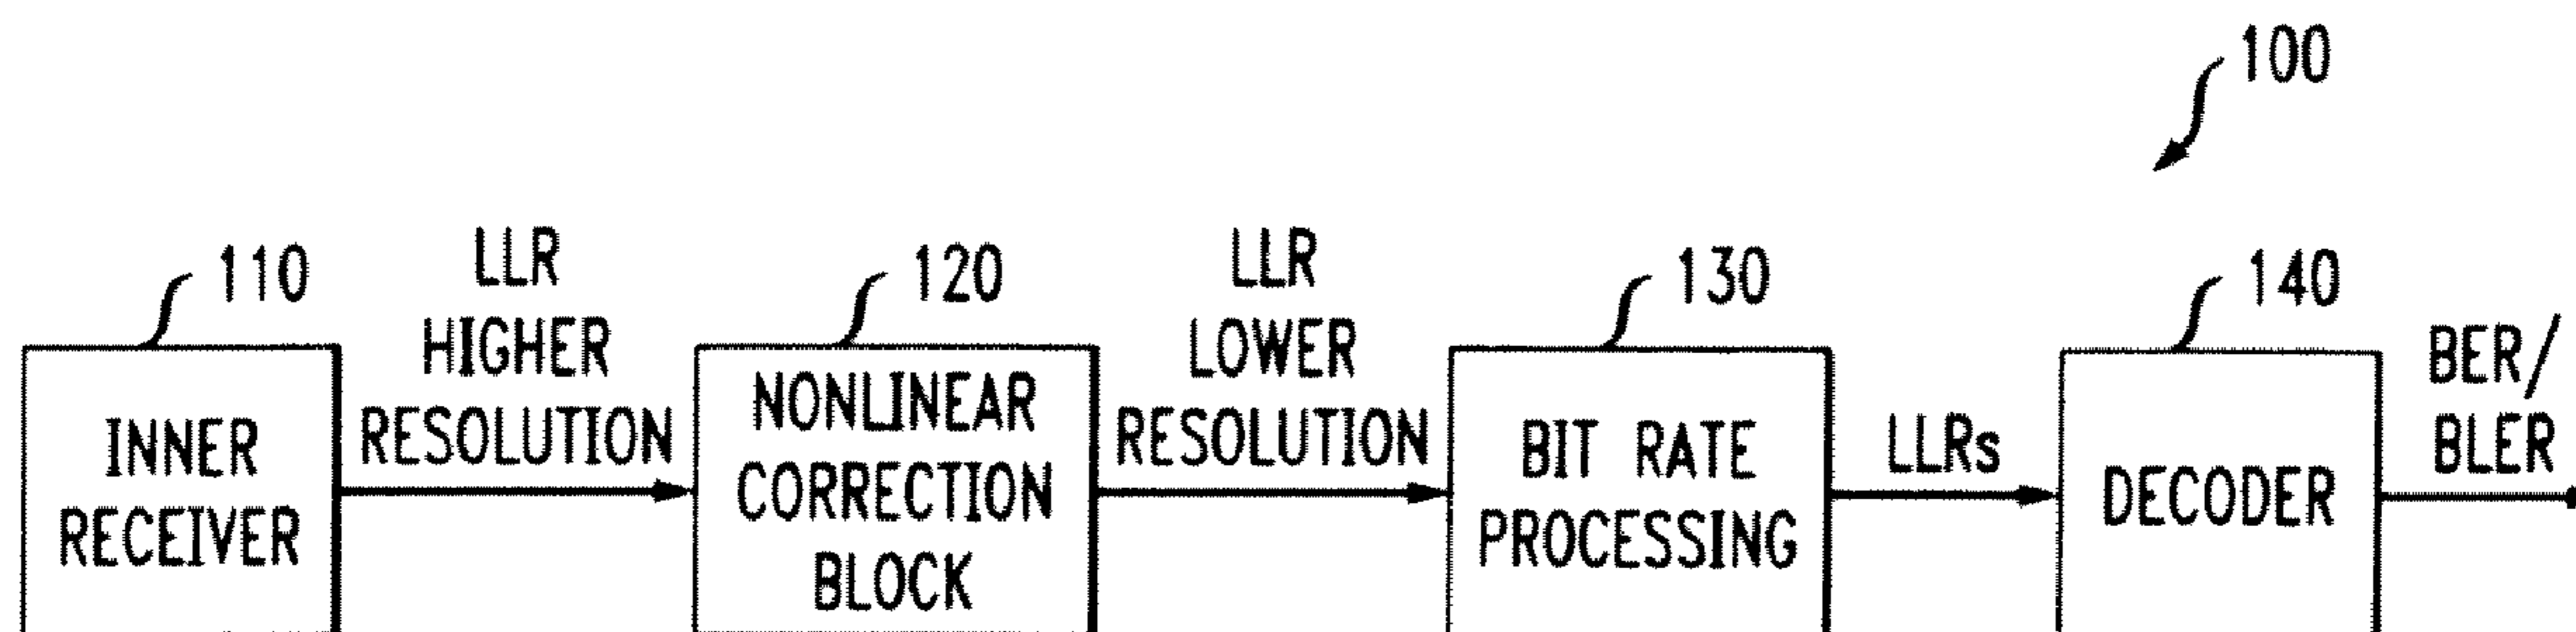 100
110
LLR
HIGHER
RESOLUTION
120
LLR
LOWER
RESOLUTION
130
140
BER/
BLER
INNER
RECEIVER
NONLINEAR
CORRECTION
BLOCK
BIT RATE
PROCESSING
LLRs
DECODER